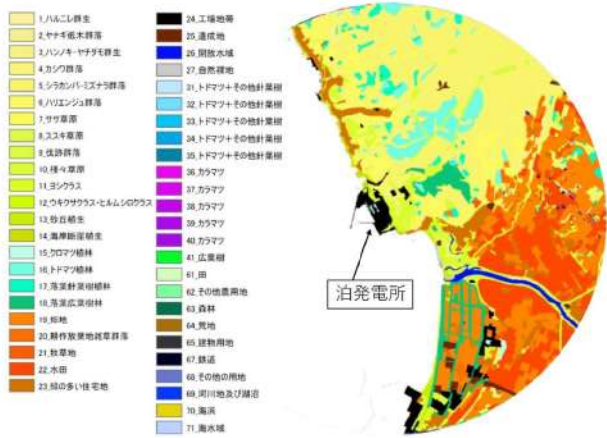 1_ハルニレ群生
2_ヤナギ低木群落
3_ハンノキ-ヤチダモ群生
4_カシワ群落
5_シラカンバ-ミズナラ群落
6_ハリエンジュ群落
7_ササ草原
8_ススキ草原
9_伐跡群落
10_種々草原
11_ヨシクラス
12_ウキクサクラス-ヒルムシロクラス
13_砂丘植生
14_海岸断崖植生
15_クロマツ植林
16_トドマツ植林
17_落葉針葉樹植林
18_落葉広葉樹林
19_畑地
20_耕作放棄地雑草群落
21_牧草地
22_水田
23_緑の多い住宅地
24_工場地帯
25_造成地
26_開放水域
27_自然裸地
31_トドマツ+その他針葉樹
32_トドマツ+その他針葉樹
33_トドマツ+その他針葉樹
34_トドマツ+その他針葉樹
35_トドマツ+その他針葉樹
36_カラマツ
37_カラマツ
38_カラマツ
39_カラマツ
40_カラマツ
41_広葉樹
61_田
62_その他農用地
63_森林
64_荒地
65_建物用地
67_鉄道
68_その他の用地
69_河川地及び湖沼
70_海浜
71_海水域
泊発電所